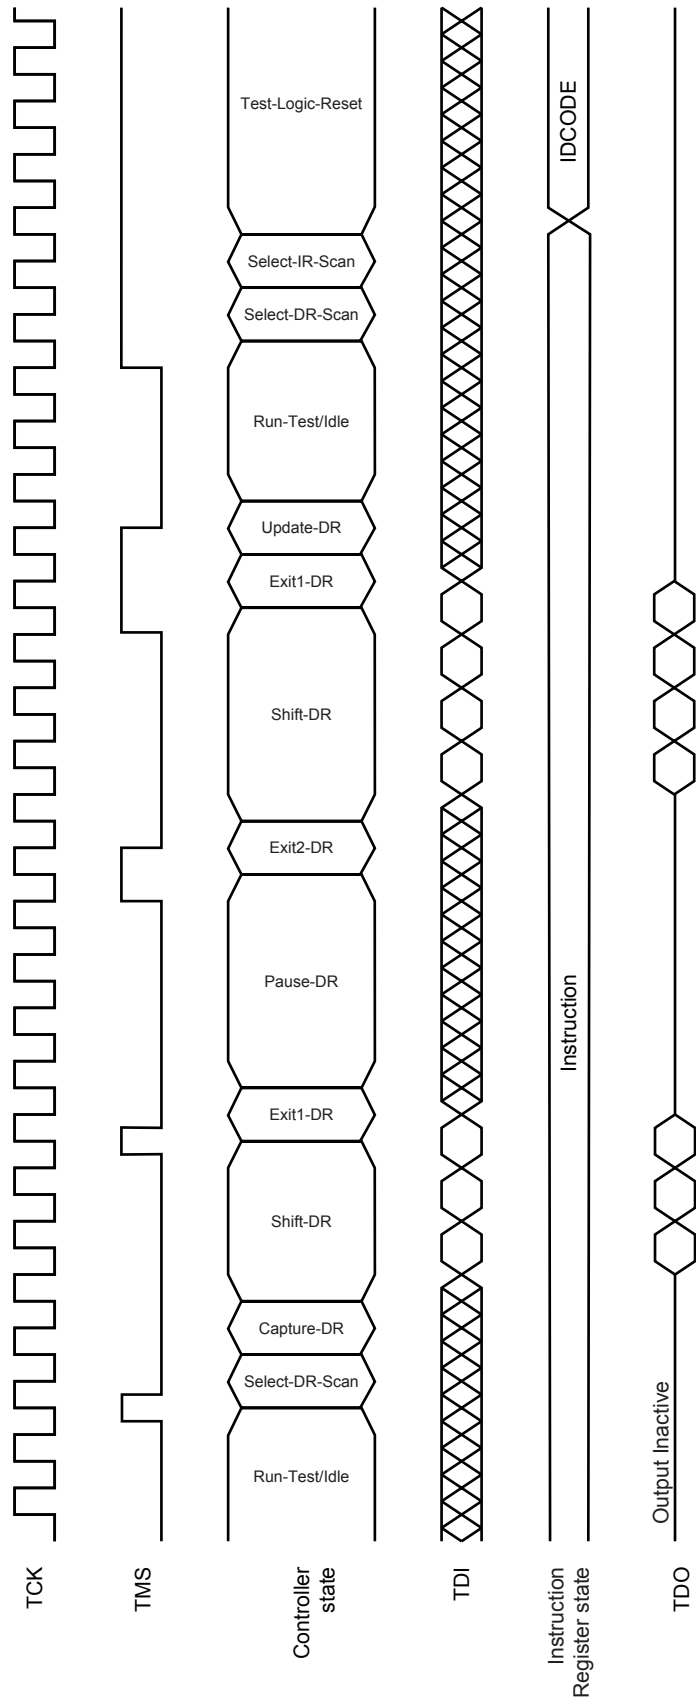 TCK
TMS
Controller
state
Run-Test/Idle
Select-DR-Scan
Capture-DR
Shift-DR
Exit1-DR
Pause-DR
Exit2-DR
Shift-DR
Exit1-DR
Update-DR
Run-Test/Idle
Select-DR-Scan
Select-IR-Scan
Test-Logic-Reset
TDI
Instruction
Register state
Instruction
IDCODE
TDO
Output Inactive